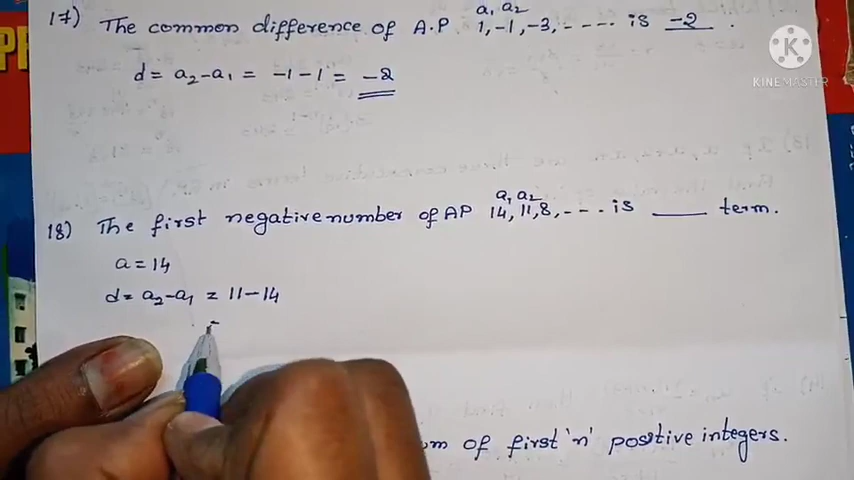 a₁ a₂
17) The common difference of A.P 1, -1, -3, - - - - is -2 .
d = a₂-a₁ = -1 - 1 = -2
KINEMASTER
a₁ a₂
18) The first negative number of AP 14, 11, 8, - - - . is ____ term.
a = 14
d = a₂-a₁ = 11-14
of first 'n' positive integers.